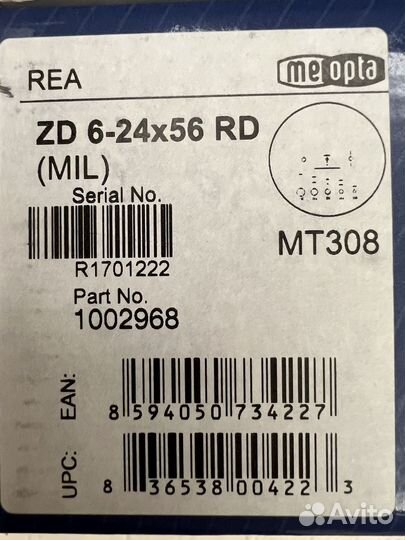 REA
meopta
ZD 6-24x56 RD
(MIL)
Serial No.
R1701222
MT308
Part No.
1002968
EAN:
8 594050 734227
UPC:
8 36538 00422 3
Avito